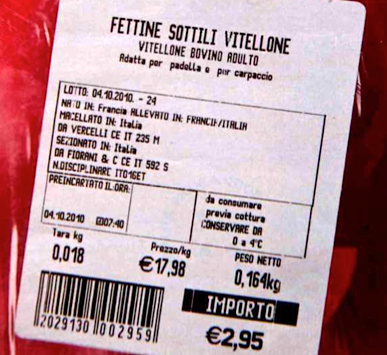 FETTINE SOTTILI VITELLONE
VITELLONE BOVINO ADULTO
Adatta per padella e per carpaccio
LOTTO: 04.10.2010. - 24
NATO IN: Francia ALLEVATO IN: FRANCIA/ITALIA
MACELLATO IN: Italia
DA VERCELLI CE IT 235 M
SEZIONATO IN: Italia
DA FIORANI & C CE IT 592 S
N.DISCIPLINARE IT016ET
PREINCARTATO IL:ORA:
04.10.2010 07:40
da consumare
previa cottura
CONSERVARE DA
0 a 4°C
Tara kg
0,018
Prezzo/kg
€17,98
PESO NETTO
0,164kg
IMPORTO
€2,95
2029130 002959